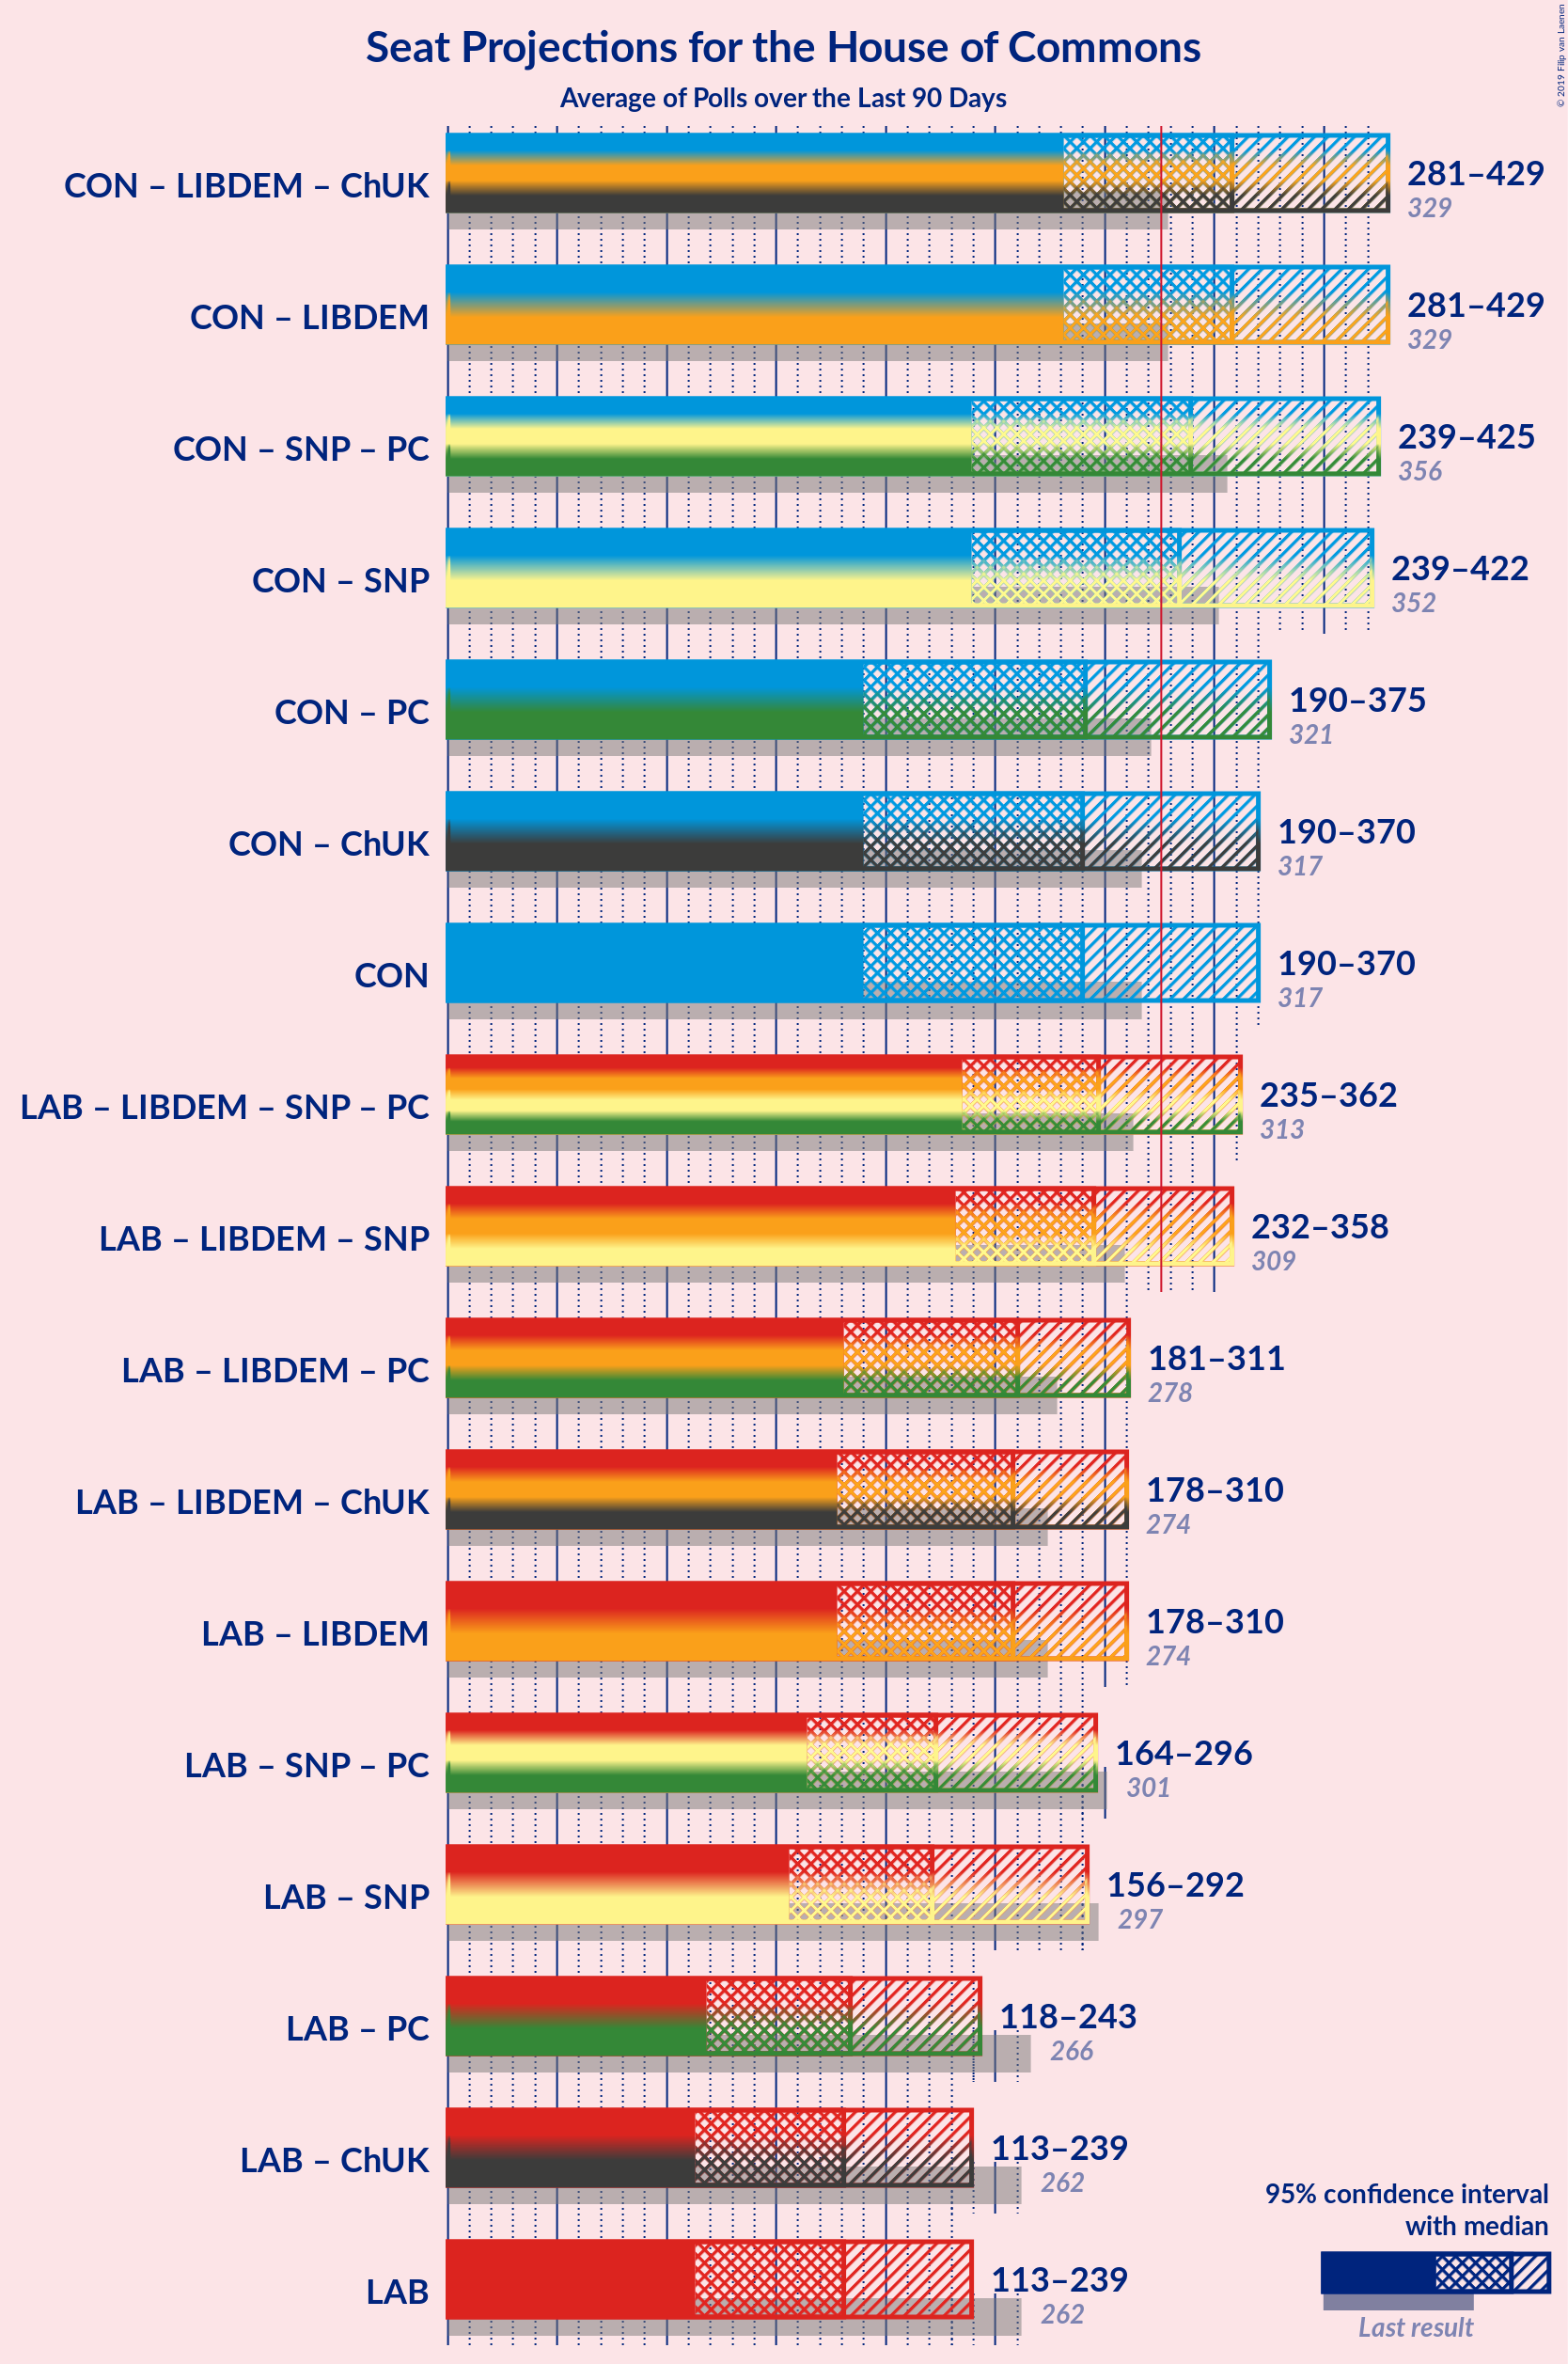 Seat Projections for the House of Commons
Average of Polls over the Last 90 Days
© 2019 Filip van Laenen
CON – LIBDEM – ChUK
281–429
329
CON – LIBDEM
281–429
329
CON – SNP – PC
239–425
356
CON – SNP
239–422
352
CON – PC
190–375
321
CON – ChUK
190–370
317
CON
190–370
317
LAB – LIBDEM – SNP – PC
235–362
313
LAB – LIBDEM – SNP
232–358
309
LAB – LIBDEM – PC
181–311
278
LAB – LIBDEM – ChUK
178–310
274
LAB – LIBDEM
178–310
274
LAB – SNP – PC
164–296
301
LAB – SNP
156–292
297
LAB – PC
118–243
266
LAB – ChUK
113–239
262
LAB
113–239
262
95% confidence interval
with median
Last result